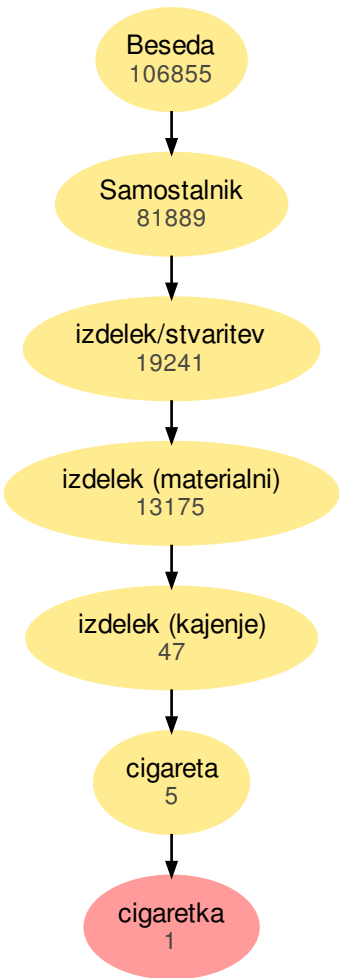 Beseda
106855
Samostalnik
81889
izdelek/stvaritev
19241
izdelek (materialni)
13175
izdelek (kajenje)
47
cigareta
5
cigaretka
1